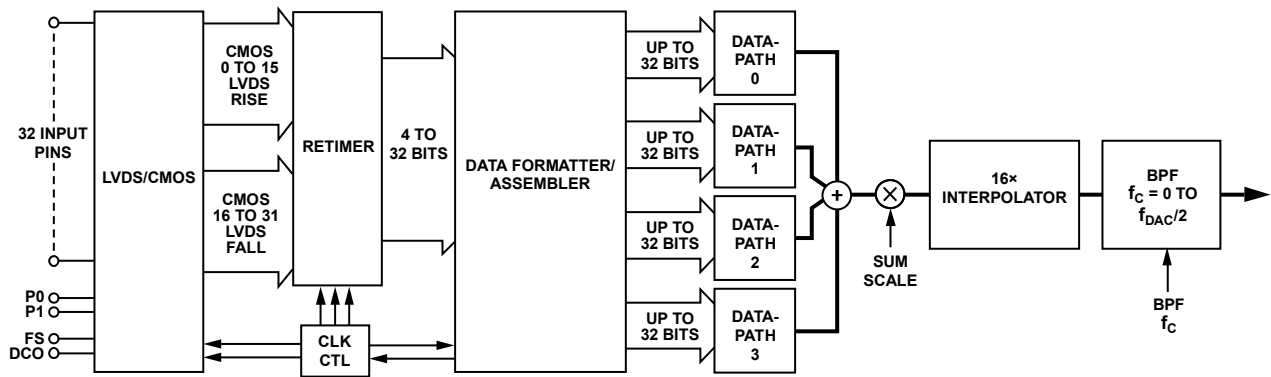 32 INPUT
PINS
P0
P1
FS
DCO
LVDS/CMOS
CMOS
0 TO 15
LVDS
RISE
CMOS
16 TO 31
LVDS
FALL
RETIMER
CLK
CTL
4 TO
32 BITS
DATA FORMATTER/
ASSEMBLER
UP TO
32 BITS
UP TO
32 BITS
UP TO
32 BITS
UP TO
32 BITS
DATA-
PATH
0
DATA-
PATH
1
DATA-
PATH
2
DATA-
PATH
3
+
×
SUM
SCALE
16×
INTERPOLATOR
BPF
fC = 0 TO
fDAC/2
BPF
fC